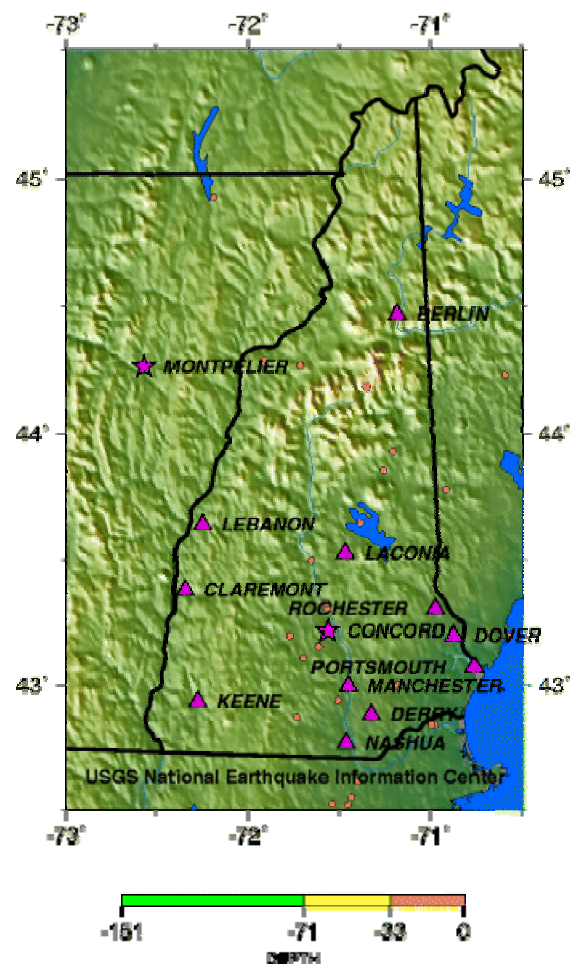 -73° -72° -71°
45° 45°
BERLIN
MONTPELIER
44° 44°
LEBANON
LACONIA
CLAREMONT
ROCHESTER
CONCORD
DOVER
PORTSMOUTH
43° 43°
MANCHESTER
KEENE
DERRY
NASHUA
USGS National Earthquake Information Center
-73° -72° -71°
-151 -71 -33 0
DEPTH